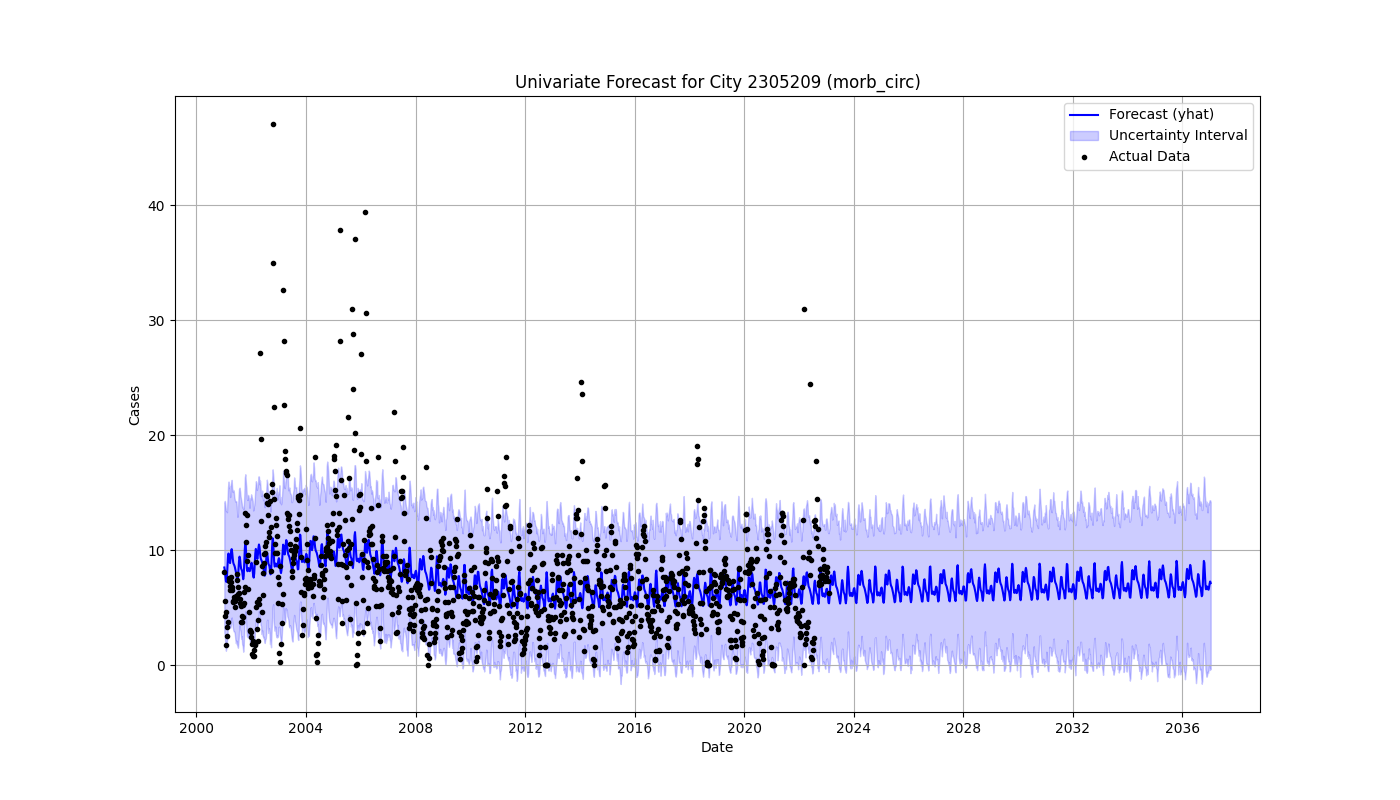 Univariate Forecast for City 2305209 (morb_circ)
Forecast (yhat)
Uncertainty Interval
Actual Data
Cases
40
30
20
10
0
2000 2004 2008 2012 2016 2020 2024 2028 2032 2036
Date